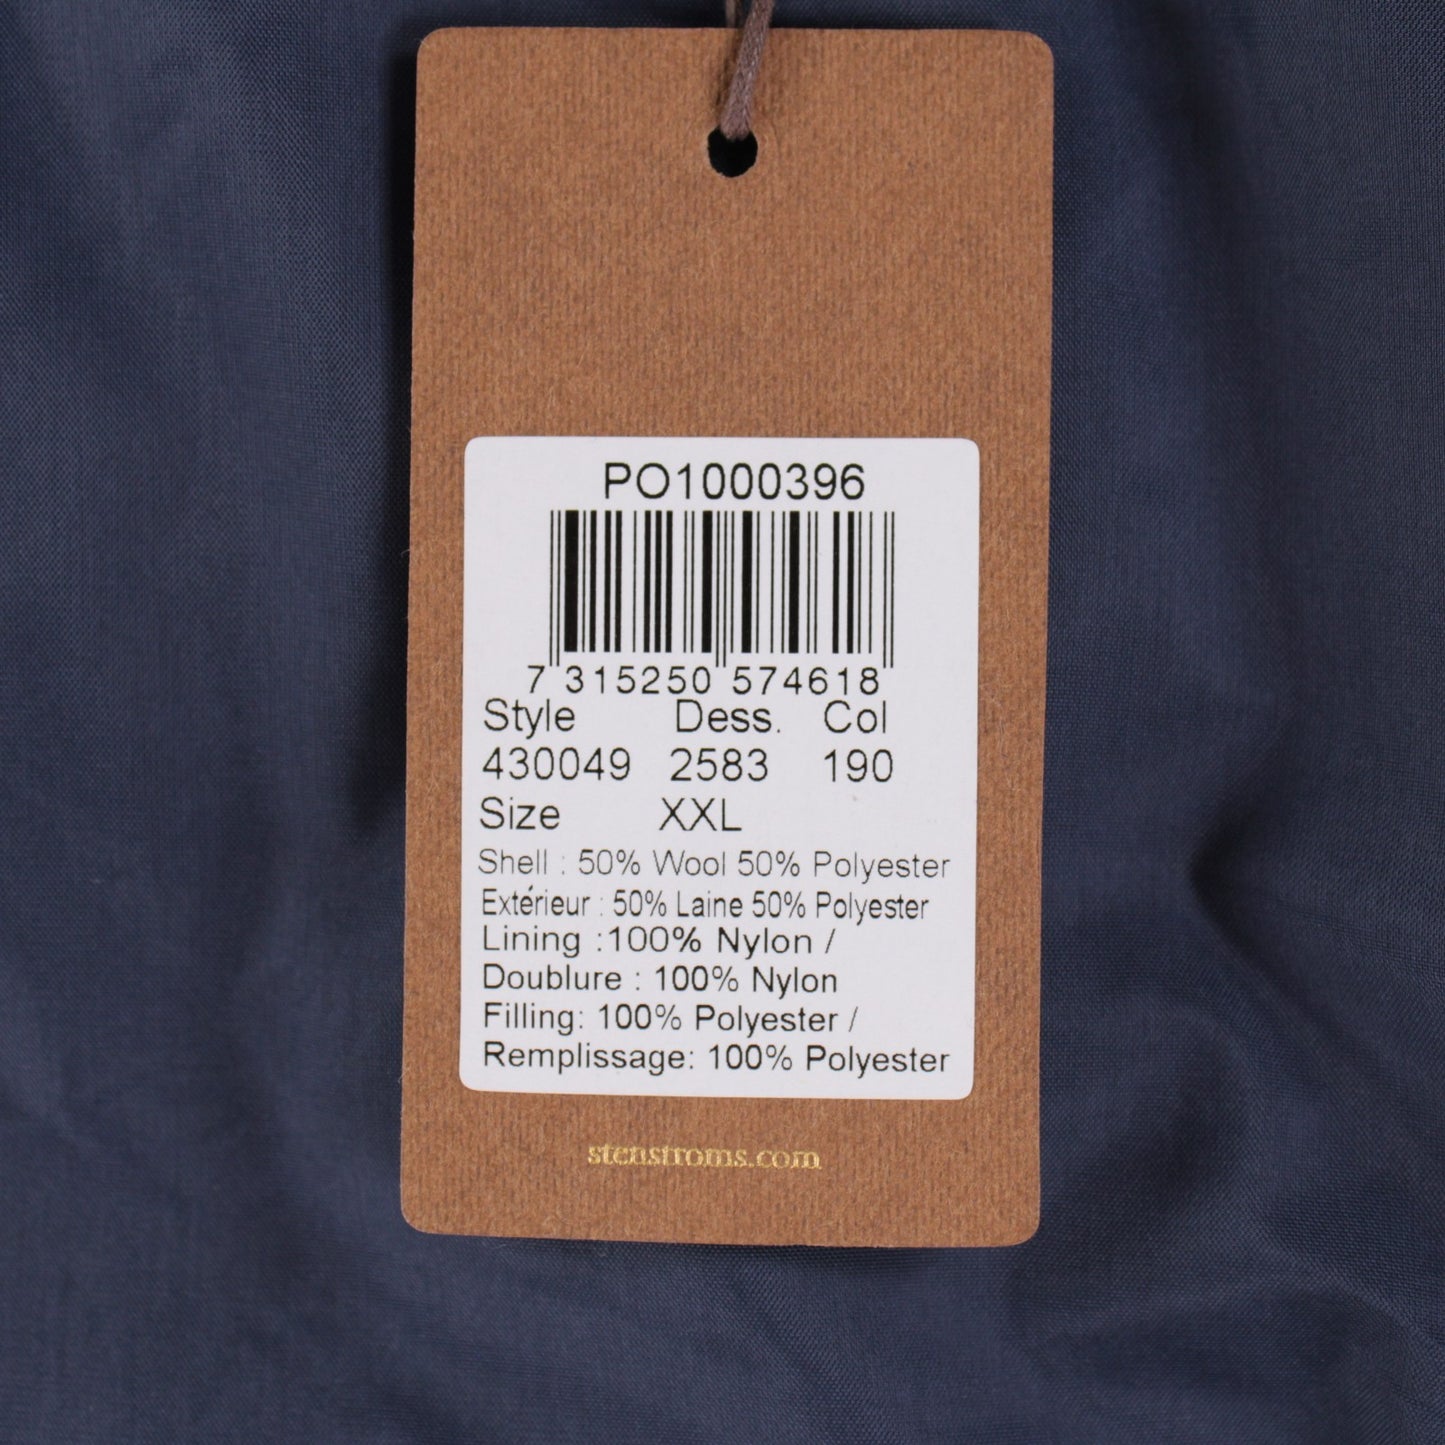 PO1000396
7 315250 574618
Style Dess. Col
430049 2583 190
Size XXL
Shell : 50% Wool 50% Polyester
Extérieur : 50% Laine 50% Polyester
Lining :100% Nylon /
Doublure : 100% Nylon
Filling: 100% Polyester /
Remplissage: 100% Polyester
stenstroms.com